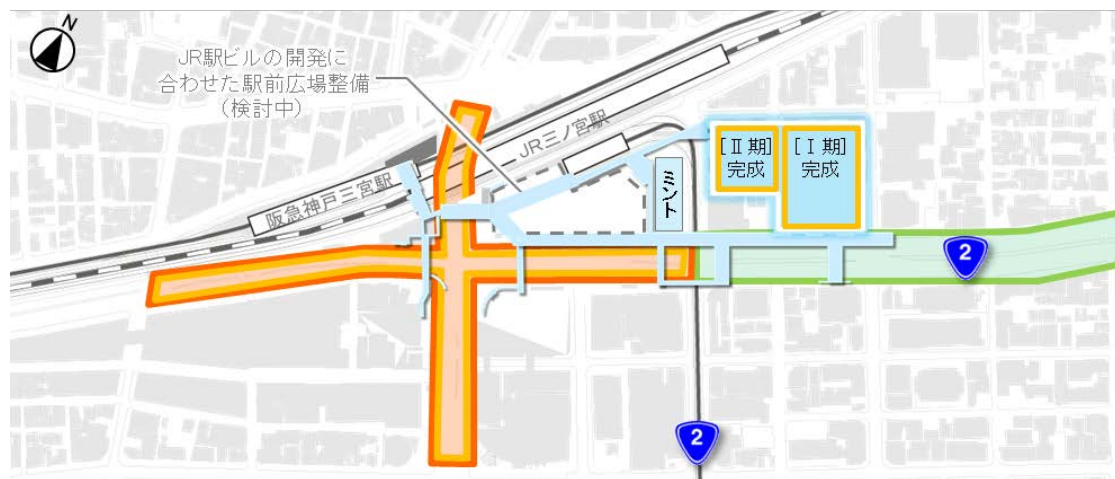 N
JR駅ビルの開発に
合わせた駅前広場整備
（検討中）
JR三ノ宮駅
阪急神戸三宮駅
ミント
［Ⅱ期］
完成
［Ⅰ期］
完成
2
2